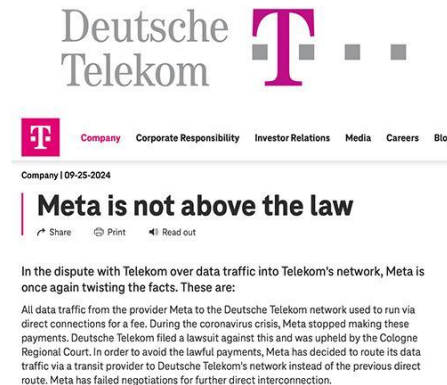 Deutsche
Telekom
T
T
Company Corporate Responsibility Investor Relations Media Careers Blo
Company | 09-25-2024
Meta is not above the law
Share Print Read out
In the dispute with Telekom over data traffic into Telekom's network, Meta is
once again twisting the facts. These are:
All data traffic from the provider Meta to the Deutsche Telekom network used to run via
direct connections for a fee. During the coronavirus crisis, Meta stopped making these
payments. Deutsche Telekom filed a lawsuit against this and was upheld by the Cologne
Regional Court. In order to avoid the lawful payments, Meta has decided to route its data
traffic via a transit provider to Deutsche Telekom's network instead of the previous direct
route. Meta has failed negotiations for further direct interconnection.